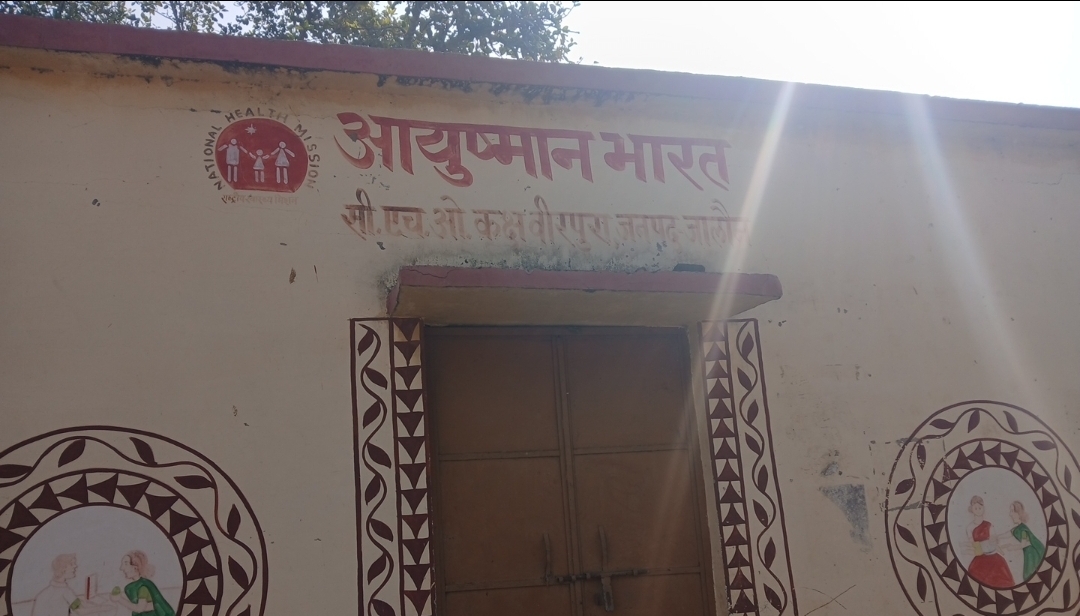 NATIONAL HEALTH MISSION
आयुष्मान भारत
सी.एच.ओ. कक्ष वीरपुरा जनपद जालौन